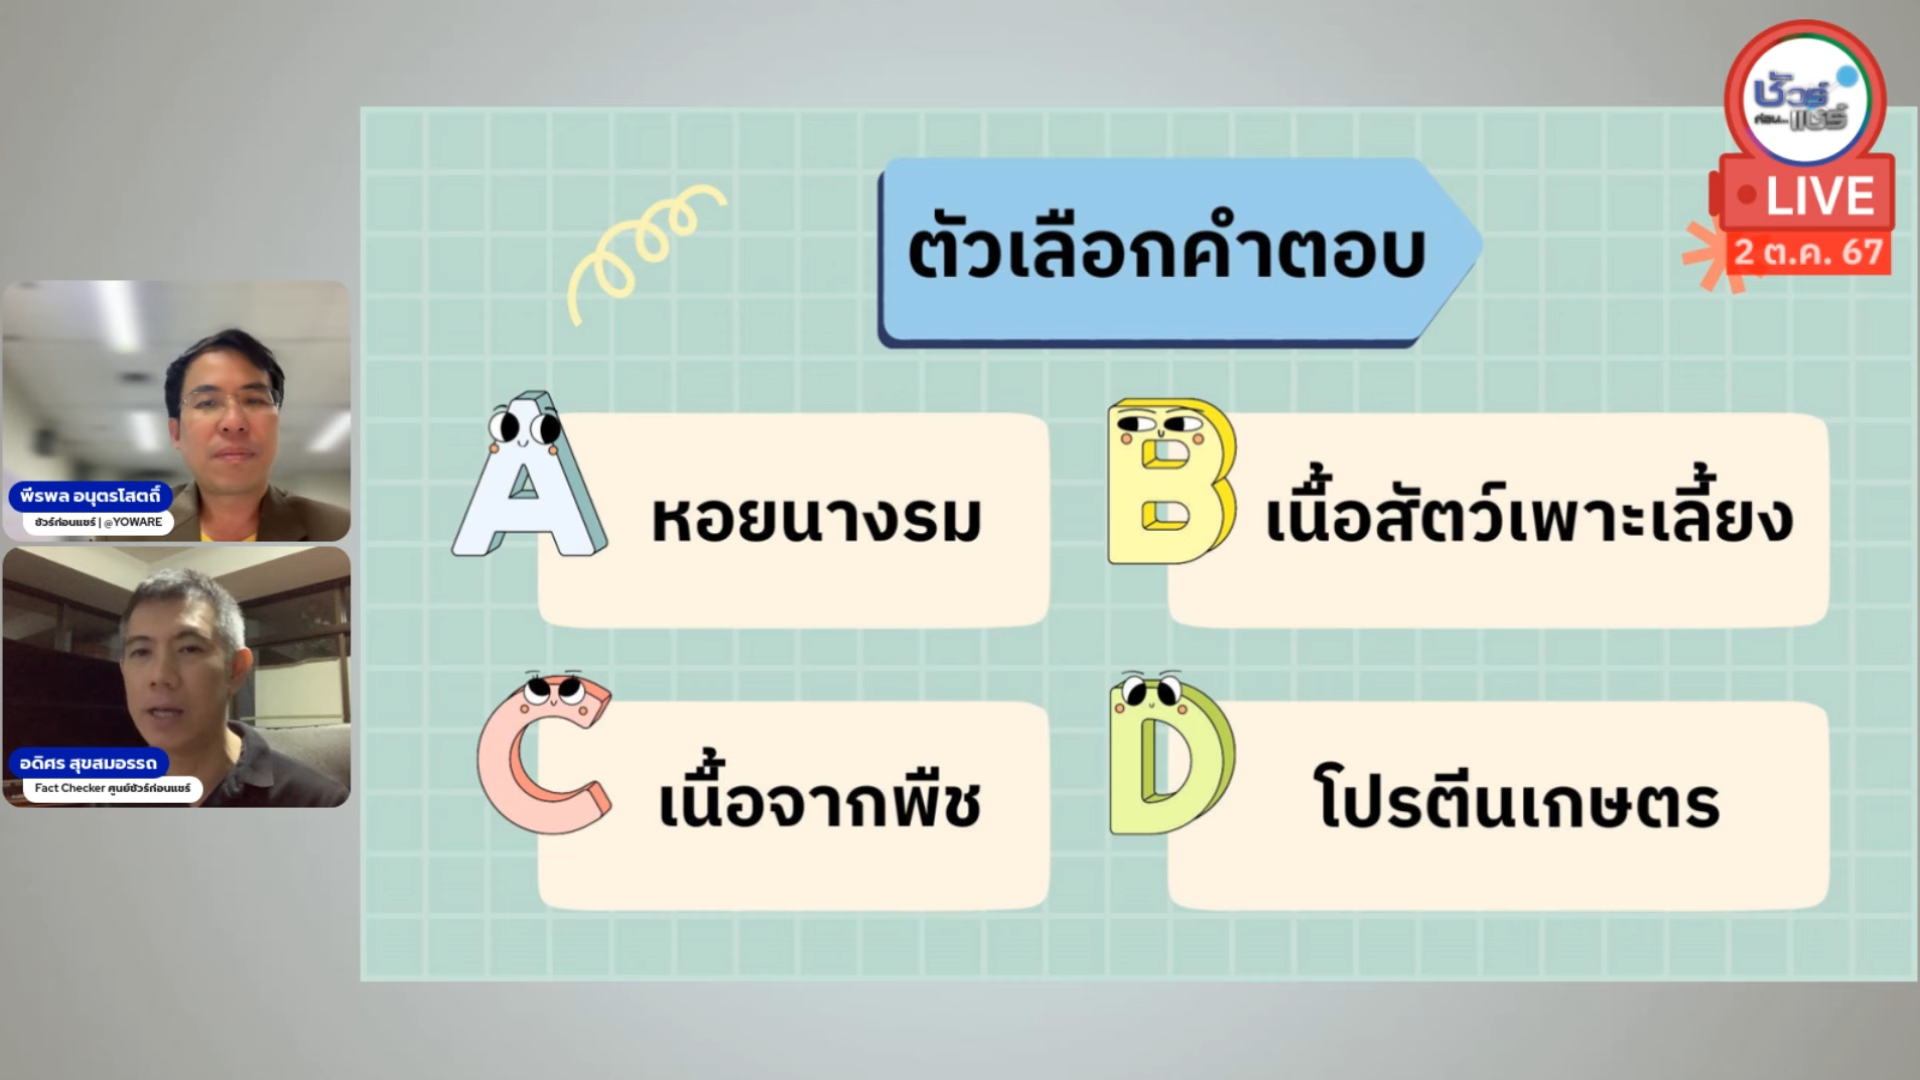 ชัวร์
ก่อน...แชร์
LIVE
2 ต.ค. 67
ตัวเลือกคำตอบ
A หอยนางรม
B เนื้อสัตว์เพาะเลี้ยง
C เนื้อจากพืช
D โปรตีนเกษตร
พีรพล อนุตรโสตถิ์
ชัวร์ก่อนแชร์ | @YOWARE
อดิศร สุขสมอรรถ
Fact Checker ศูนย์ชัวร์ก่อนแชร์